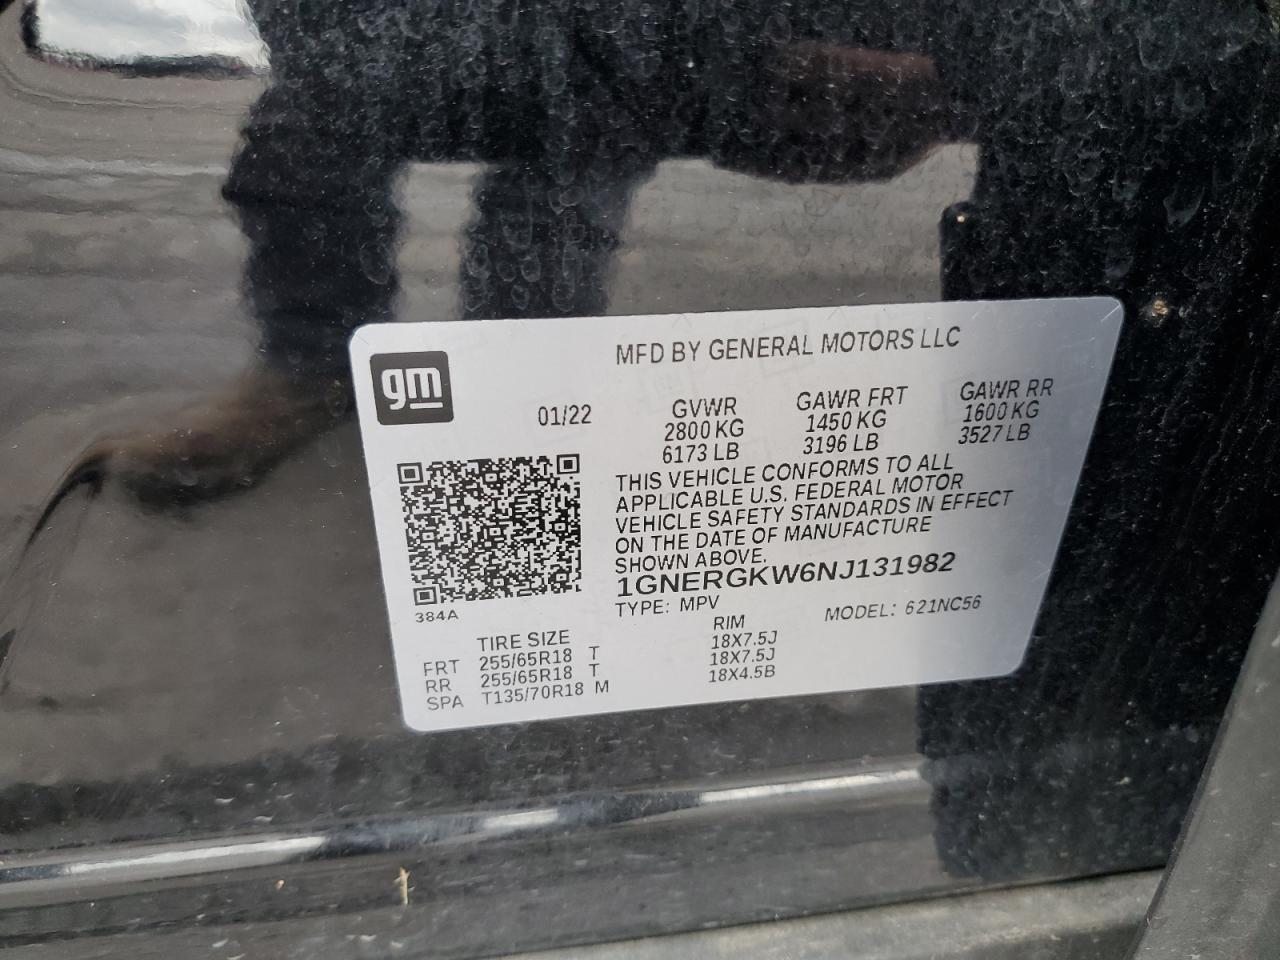 gm
MFD BY GENERAL MOTORS LLC
01/22
GVWR GAWR FRT GAWR RR
2800 KG 1450 KG 1600 KG
6173 LB 3196 LB 3527 LB
THIS VEHICLE CONFORMS TO ALL
APPLICABLE U.S. FEDERAL MOTOR
VEHICLE SAFETY STANDARDS IN EFFECT
ON THE DATE OF MANUFACTURE
SHOWN ABOVE.
1GNERGKW6NJ131982
384A
TYPE: MPV MODEL: 621NC56
TIRE SIZE RIM
FRT 255/65R18 T 18X7.5J
RR 255/65R18 T 18X7.5J
SPA T135/70R18 M 18X4.5B